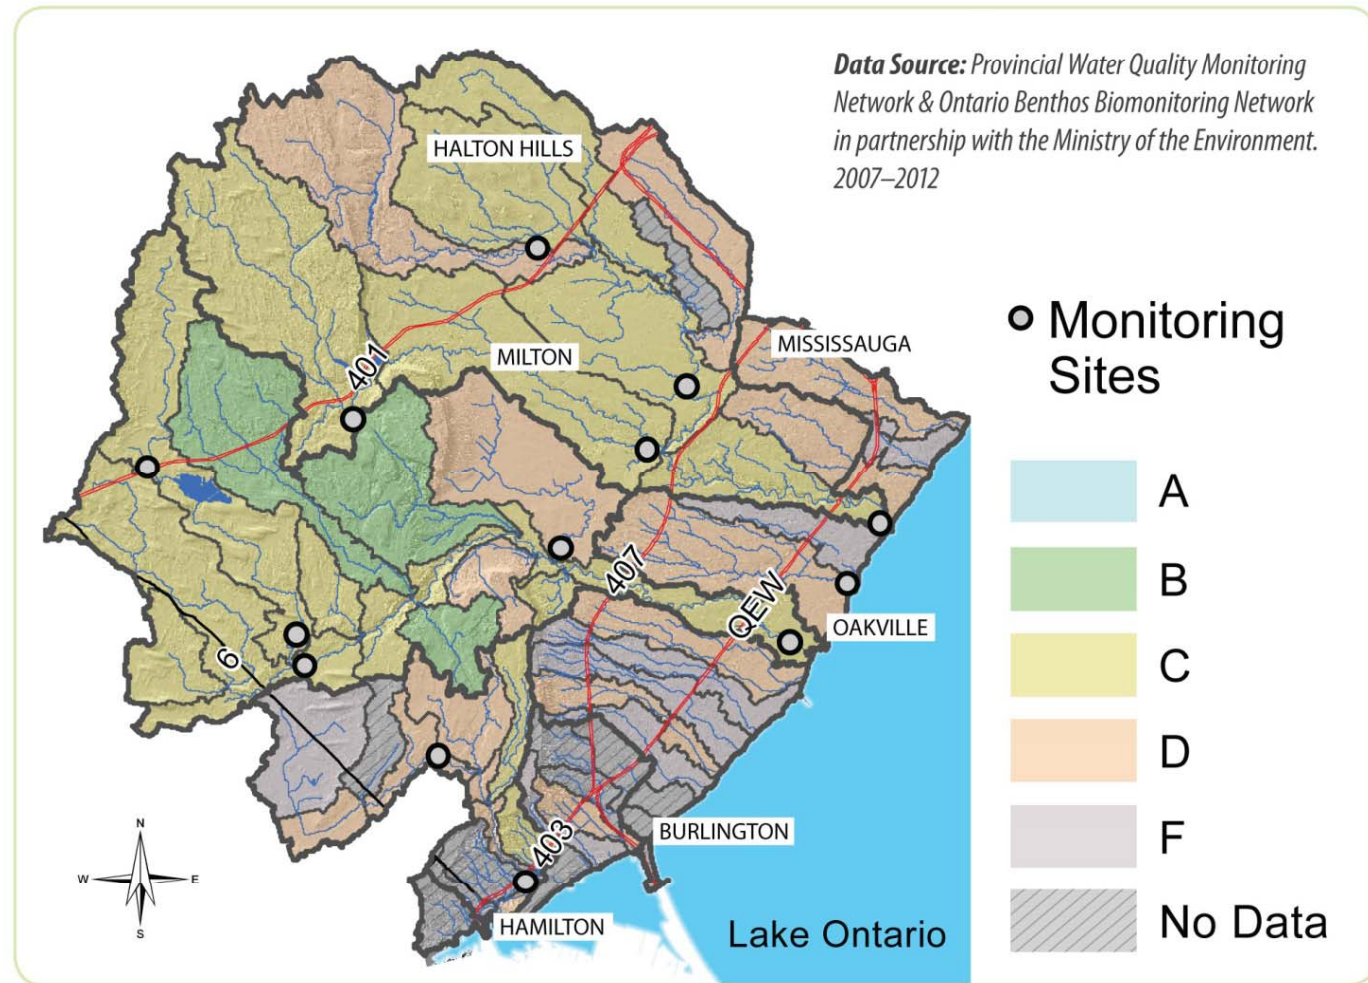 Data Source: Provincial Water Quality Monitoring
Network & Ontario Benthos Biomonitoring Network
in partnership with the Ministry of the Environment.
2007–2012
HALTON HILLS
MISSISSAUGA
MILTON
401
407
QEW
OAKVILLE
6
403
BURLINGTON
HAMILTON
Lake Ontario
N
W
E
S
Monitoring
Sites
A
B
C
D
F
No Data